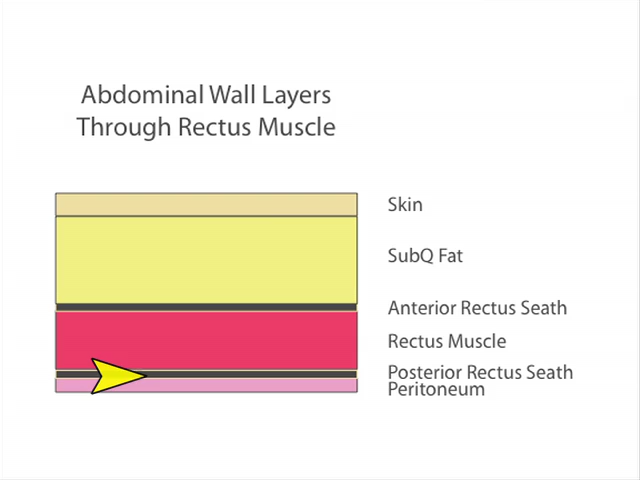 Abdominal Wall Layers
Through Rectus Muscle
Skin
SubQ Fat
Anterior Rectus Seath
Rectus Muscle
Posterior Rectus Seath
Peritoneum